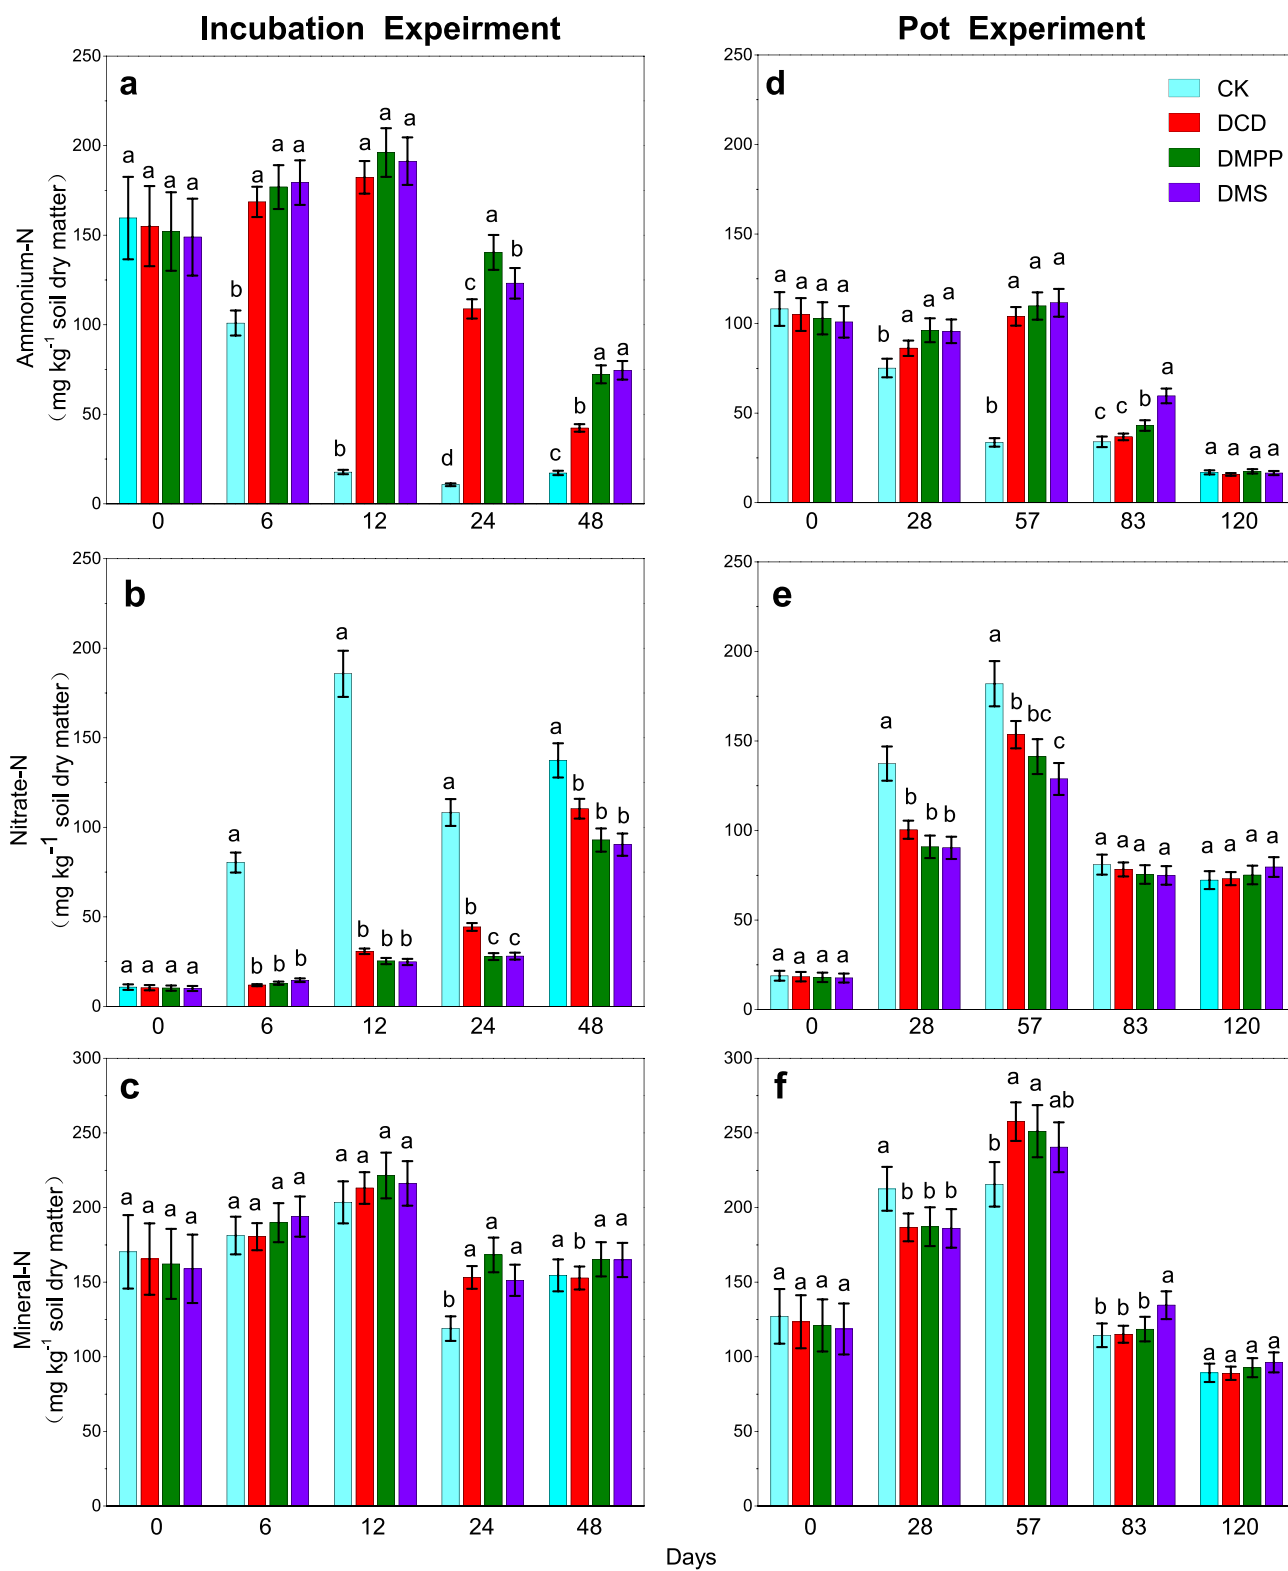 Incubation Expeirment
Pot Experiment
a
250
200
150
100
50
0
Ammonium-N
(mg kg⁻¹ soil dry matter)
a a a a
b a a a
b a a a
d c a b
c b a a
0 6 12 24 48
d
CK
DCD
DMPP
DMS
250
200
150
100
50
0
a a a a
b a a a
b a a a
c c b a
a a a a
0 28 57 83 120
b
250
200
150
100
50
0
Nitrate-N
(mg kg⁻¹ soil dry matter)
a a a a
a b b b
a b b b
a b c c
a b b b
0 6 12 24 48
e
250
200
150
100
50
0
a a a a
a b b b
a b bc c
a a a a
a a a a
0 28 57 83 120
c
300
250
200
150
100
50
0
Mineral-N
(mg kg⁻¹ soil dry matter)
a a a a
a a a a
a a a a
b a a a
a b a a
0 6 12 24 48
f
300
250
200
150
100
50
0
a a a a
a b b b
b a a ab
b b b a
a a a a
0 28 57 83 120
Days